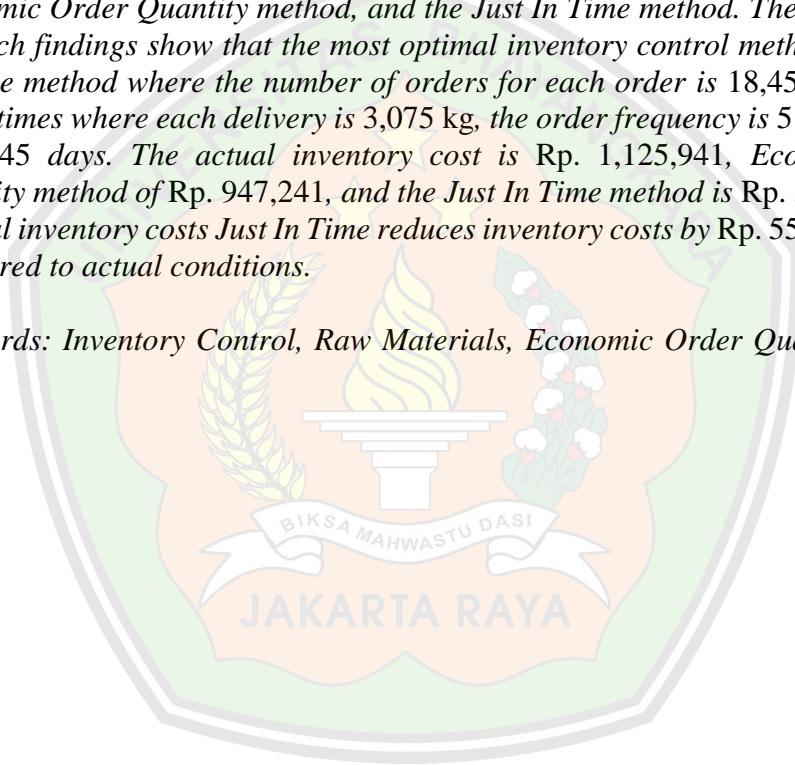 mic Order Quantity method, and the Just In Time method. The
ch findings show that the most optimal inventory control meth
e method where the number of orders for each order is 18,45
times where each delivery is 3,075 kg, the order frequency is 5
45 days. The actual inventory cost is Rp. 1,125,941, Eco
ity method of Rp. 947,241, and the Just In Time method is Rp.
l inventory costs Just In Time reduces inventory costs by Rp. 55
red to actual conditions.
rds: Inventory Control, Raw Materials, Economic Order Qua
UNIVERSITAS BHAYANGKARA
BIKSA MAHWASTU DASI
JAKARTA RAYA